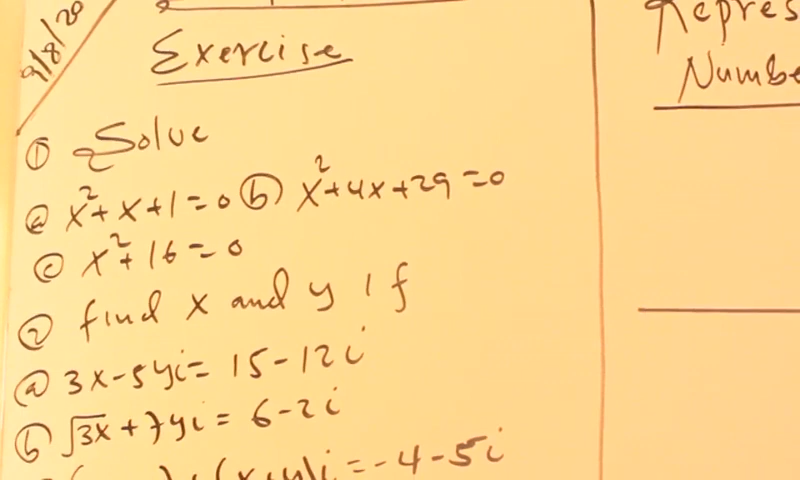 9/8/20
Exercise
① Solve
ⓐ x²+x+1=0 ⓑ x²+4x+29=0
ⓒ x²+16=0
② find x and y if
ⓐ 3x-5yi= 15-12i
ⓑ √3x+7yi= 6-2i
(x+y)i=-4-5i
Repres
Numbe